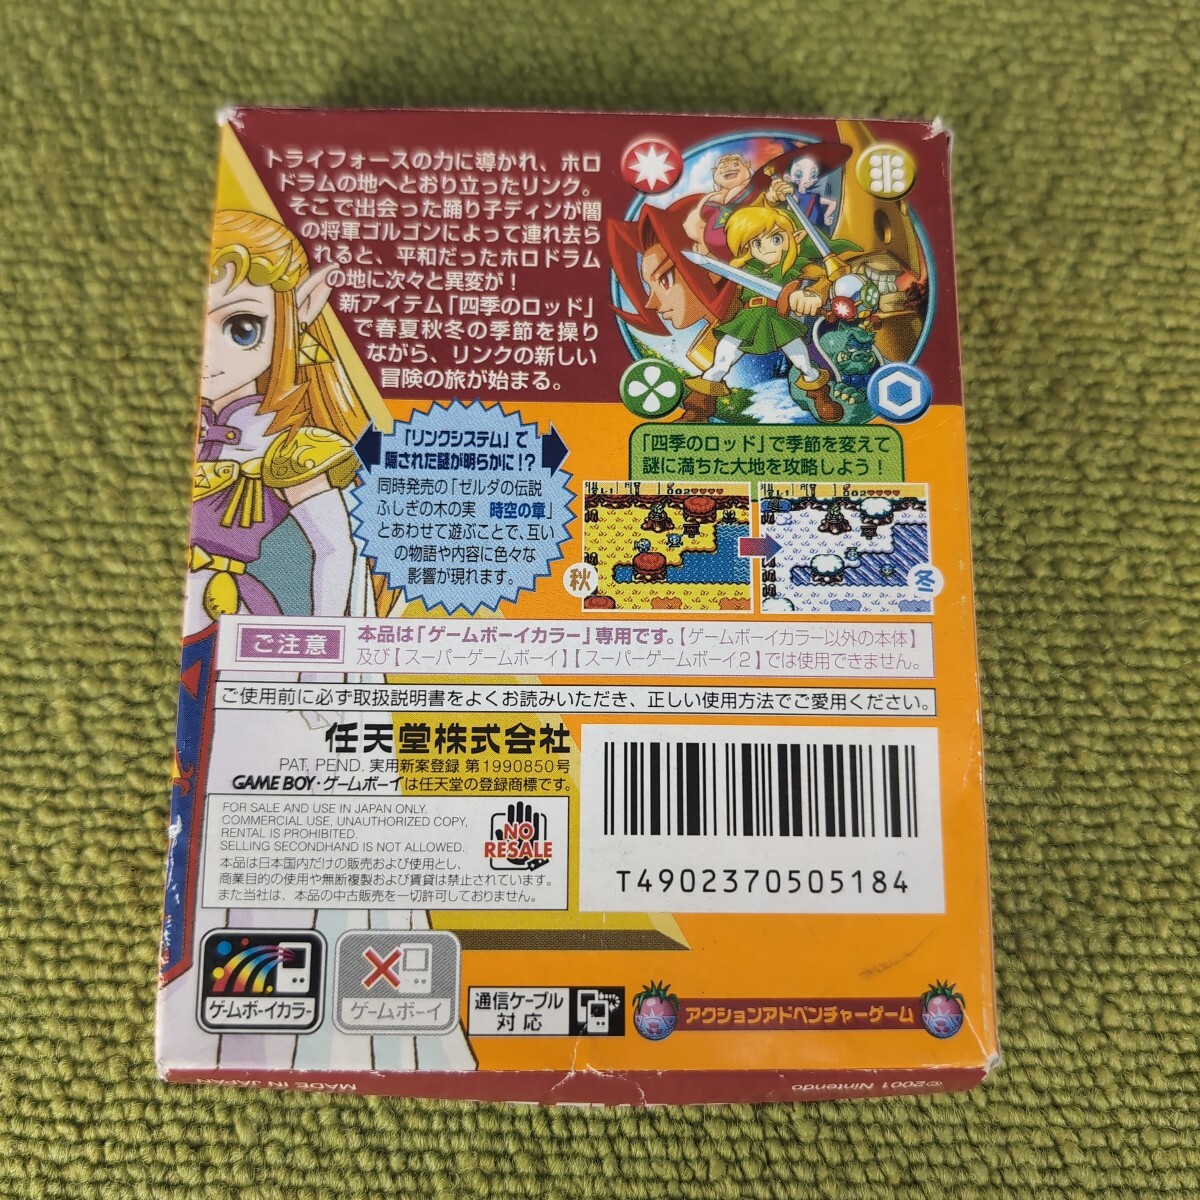 トライフォースの力に導かれ、ホロ
ドラムの地へとおり立ったリンク。
そこで出会った踊り子ディンが闇
の将軍ゴルゴンによって連れ去ら
れると、平和だったホロドラム
の地に次々と異変が！
新アイテム「四季のロッド」
で春夏秋冬の季節を操り
ながら、リンクの新しい
冒険の旅が始まる。
「リンクシステム」で
隠された謎が明らかに!?
同時発売の「ゼルダの伝説
ふしぎの木の実 時空の章」
とあわせて遊ぶことで、互い
の物語や内容に色々な
影響が現れます。
「四季のロッド」で季節を変えて
謎に満ちた大地を攻略しよう！
秋
冬
ご注意
本品は「ゲームボーイカラー」専用です。【ゲームボーイカラー以外の本体】
及び【スーパーゲームボーイ】【スーパーゲームボーイ2】では使用できません。
ご使用前に必ず取扱説明書をよくお読みいただき、正しい使用方法でご愛用ください。
任天堂株式会社
PAT. PEND. 実用新案登録 第1990850号
GAME BOY・ゲームボーイは任天堂の登録商標です。
FOR SALE AND USE IN JAPAN ONLY.
COMMERCIAL USE, UNAUTHORIZED COPY,
RENTAL IS PROHIBITED.
SELLING SECONDHAND IS NOT ALLOWED.
本品は日本国内だけの販売および使用とし、
商業目的の使用や無断複製および賃貸は禁止されています。
また当社は、本品の中古販売を一切許可しておりません。
NO
RESALE
T4902370505184
ゲームボーイカラー
ゲームボーイ
通信ケーブル
対応
アクションアドベンチャーゲーム
MADE IN JAPAN
©2001 Nintendo